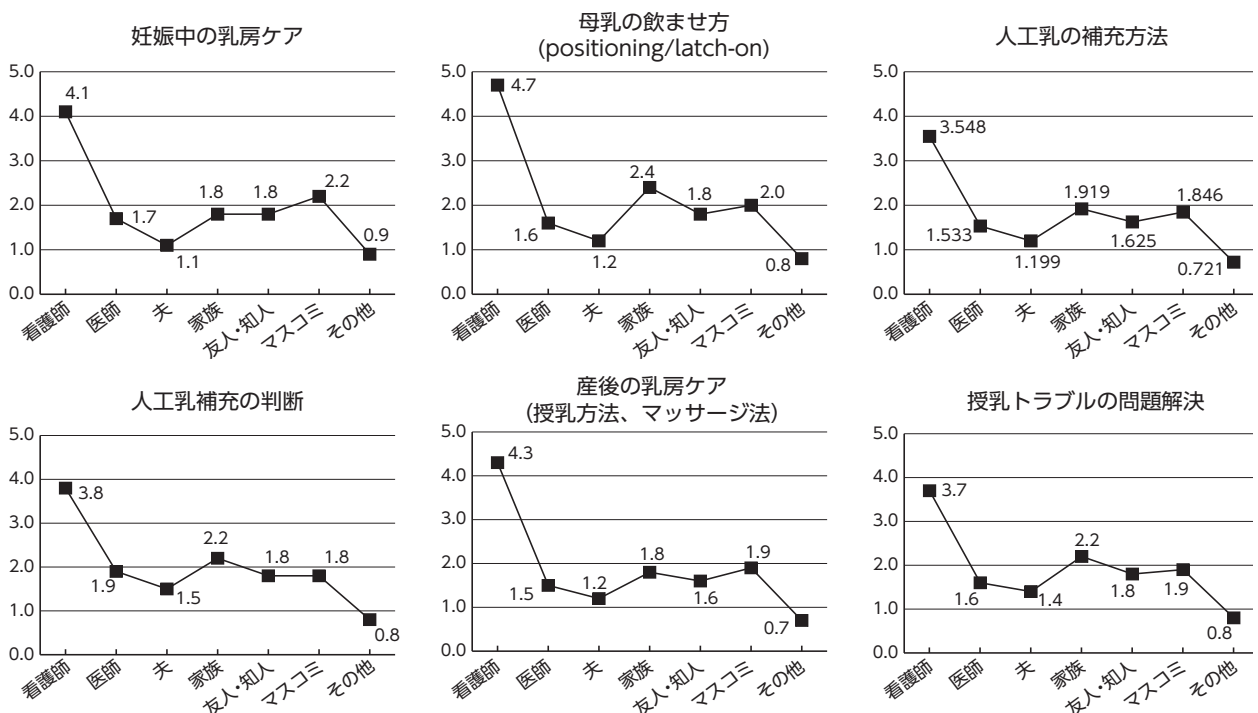 妊娠中の乳房ケア
5.0
4.0
3.0
2.0
1.0
0.0
4.1
1.7
1.1
1.8
1.8
2.2
0.9
看護師
医師
夫
家族
友人・知人
マスコミ
その他
母乳の飲ませ方
(positioning/latch-on)
5.0
4.0
3.0
2.0
1.0
0.0
4.7
1.6
1.2
2.4
1.8
2.0
0.8
看護師
医師
夫
家族
友人・知人
マスコミ
その他
人工乳の補充方法
5.0
4.0
3.0
2.0
1.0
0.0
3.548
1.533
1.199
1.919
1.625
1.846
0.721
看護師
医師
夫
家族
友人・知人
マスコミ
その他
人工乳補充の判断
5.0
4.0
3.0
2.0
1.0
0.0
3.8
1.9
1.5
2.2
1.8
1.8
0.8
看護師
医師
夫
家族
友人・知人
マスコミ
その他
産後の乳房ケア
(授乳方法、マッサージ法)
5.0
4.0
3.0
2.0
1.0
0.0
4.3
1.5
1.2
1.8
1.6
1.9
0.7
看護師
医師
夫
家族
友人・知人
マスコミ
その他
授乳トラブルの問題解決
5.0
4.0
3.0
2.0
1.0
0.0
3.7
1.6
1.4
2.2
1.8
1.9
0.8
看護師
医師
夫
家族
友人・知人
マスコミ
その他